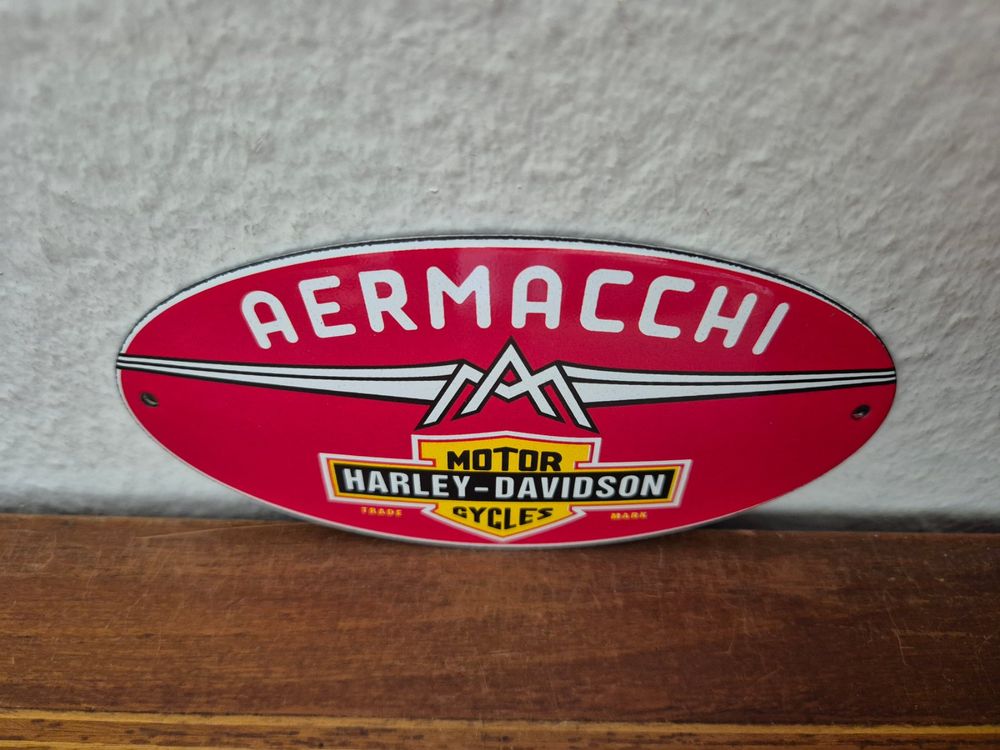 AERMACCHI
MOTOR
HARLEY-DAVIDSON
TRADE MARK
CYCLES